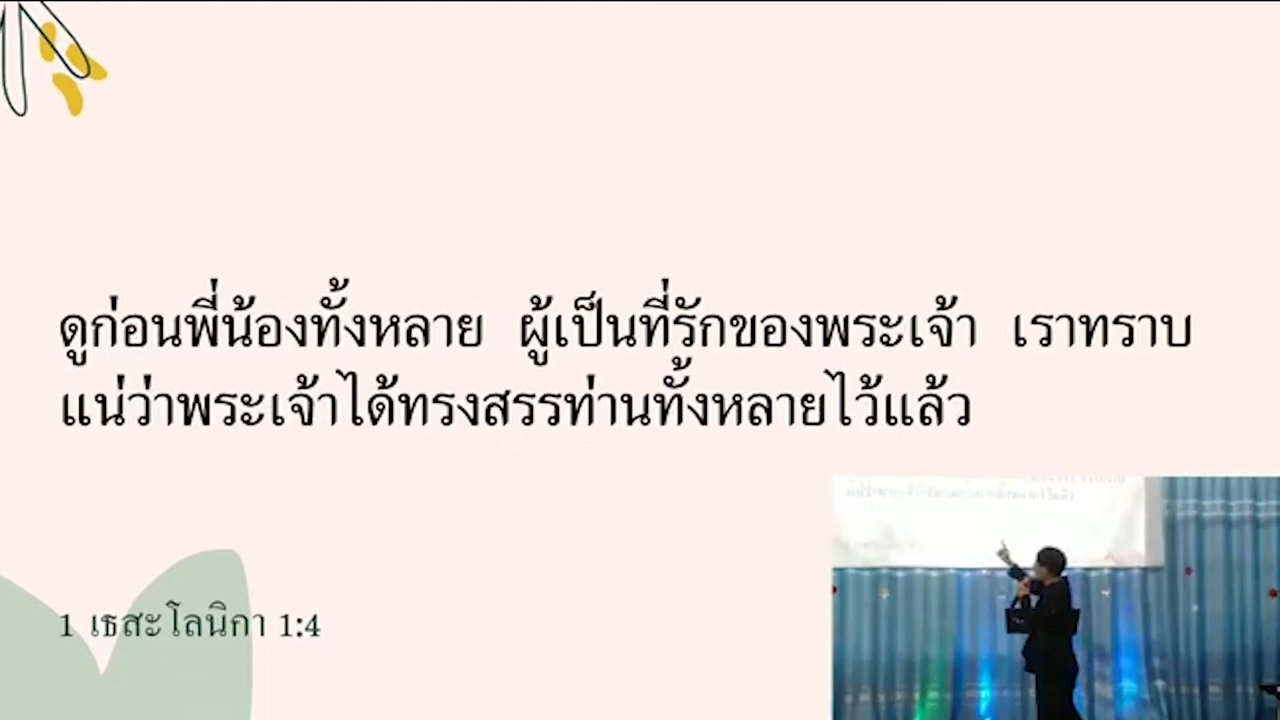 ดูก่อนพี่น้องทั้งหลาย ผู้เป็นที่รักของพระเจ้า เราทราบ
แน่ว่าพระเจ้าได้ทรงสรรท่านทั้งหลายไว้แล้ว
1 เธสะโลนิกา 1:4